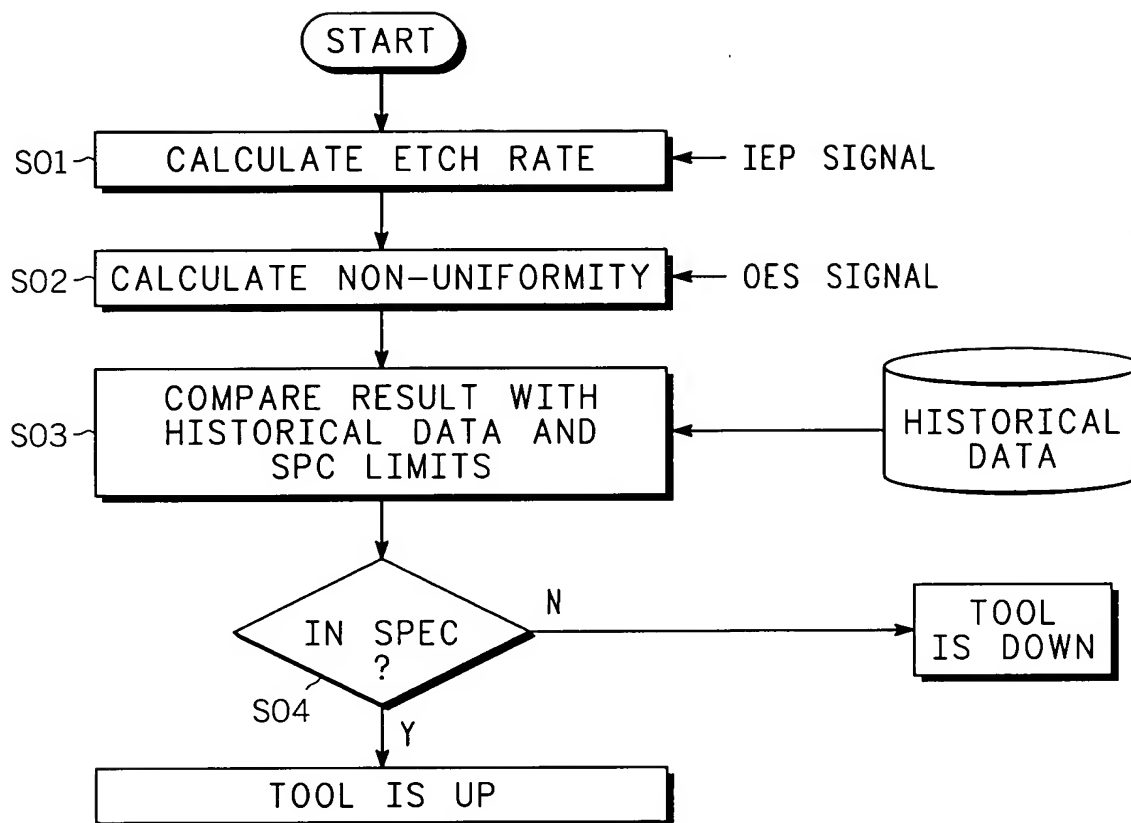 START
S01
CALCULATE ETCH RATE
IEP SIGNAL
S02
CALCULATE NON-UNIFORMITY
OES SIGNAL
S03
COMPARE RESULT WITH
HISTORICAL DATA AND
SPC LIMITS
HISTORICAL
DATA
IN SPEC
?
S04
N
TOOL
IS DOWN
Y
TOOL IS UP